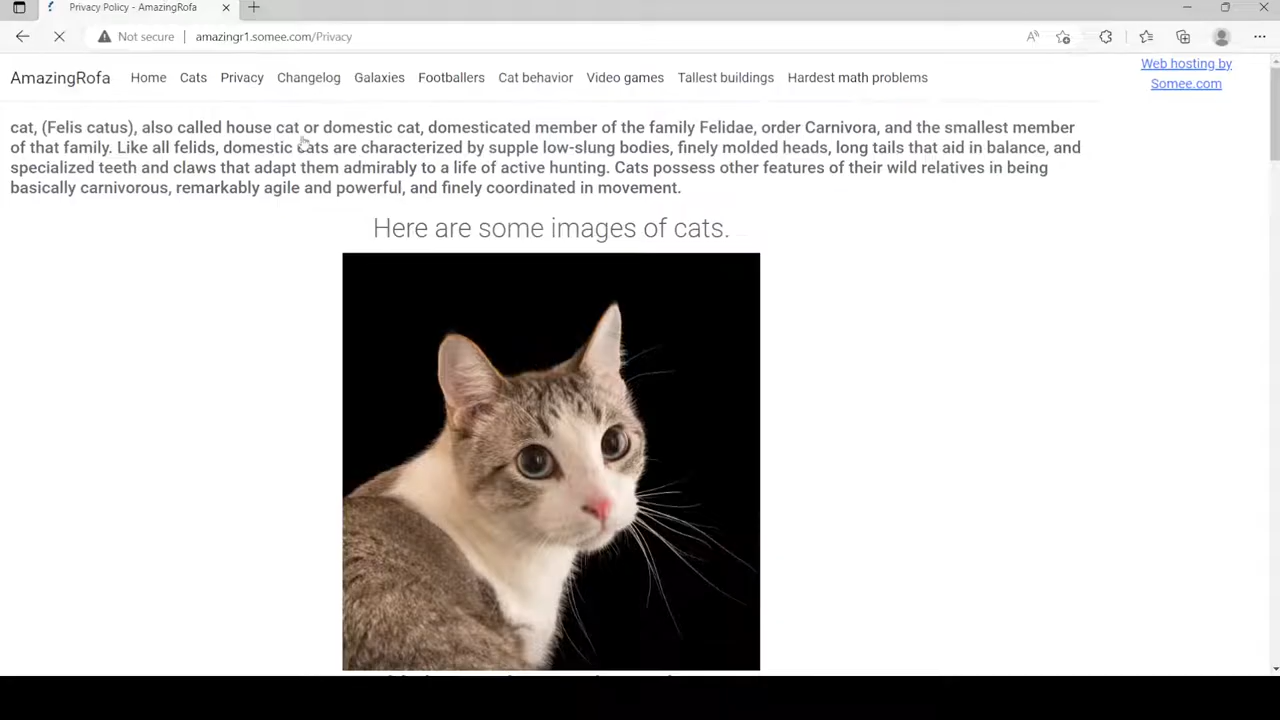 Privacy Policy - AmazingRofa
Not secure amazingr1.somee.com/Privacy
AmazingRofa Home Cats Privacy Changelog Galaxies Footballers Cat behavior Video games Tallest buildings Hardest math problems
Web hosting by
Somee.com
cat, (Felis catus), also called house cat or domestic cat, domesticated member of the family Felidae, order Carnivora, and the smallest member
of that family. Like all felids, domestic cats are characterized by supple low-slung bodies, finely molded heads, long tails that aid in balance, and
specialized teeth and claws that adapt them admirably to a life of active hunting. Cats possess other features of their wild relatives in being
basically carnivorous, remarkably agile and powerful, and finely coordinated in movement.
Here are some images of cats.